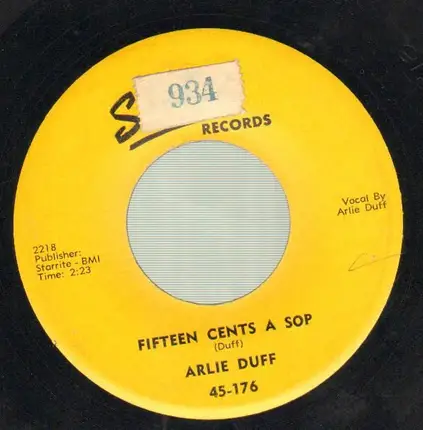 934
RECORDS
Vocal By
Arlie Duff
2218
Publisher:
Starrite - BMI
Time: 2:23
FIFTEEN CENTS A SOP
(Duff)
ARLIE DUFF
45-176